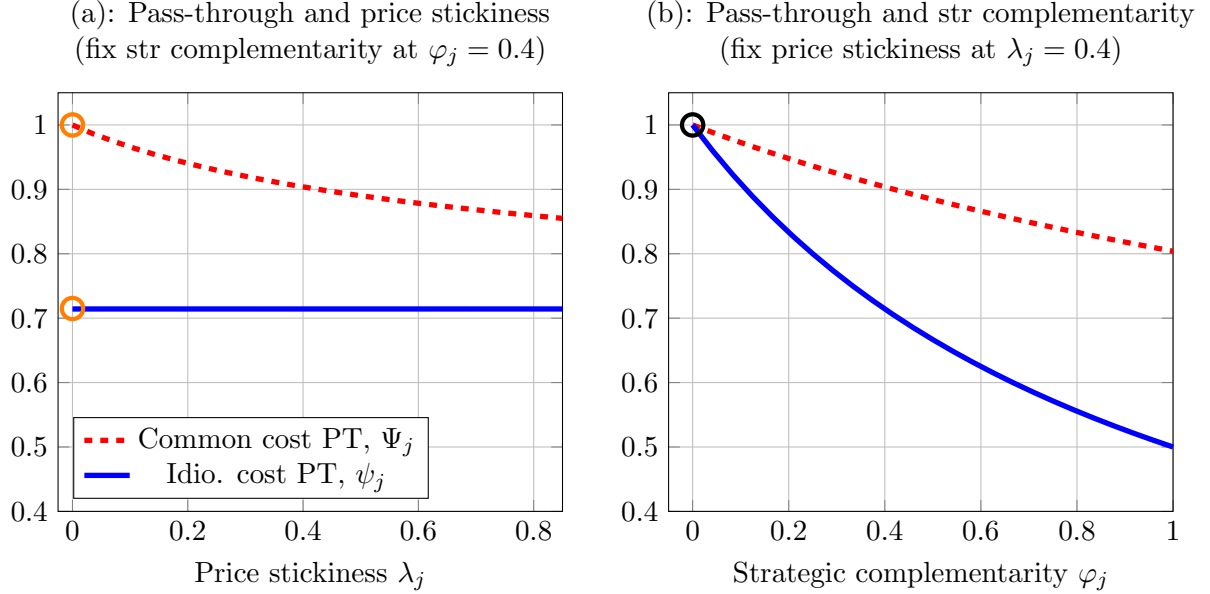 (a): Pass-through and price stickiness
(fix str complementarity at φ_j = 0.4)
1
0.9
0.8
0.7
0.6
0.5
0.4
Common cost PT, Ψ_j
Idio. cost PT, ψ_j
0 0.2 0.4 0.6 0.8
Price stickiness λ_j
(b): Pass-through and str complementarity
(fix price stickiness at λ_j = 0.4)
1
0.9
0.8
0.7
0.6
0.5
0.4
0 0.2 0.4 0.6 0.8 1
Strategic complementarity φ_j